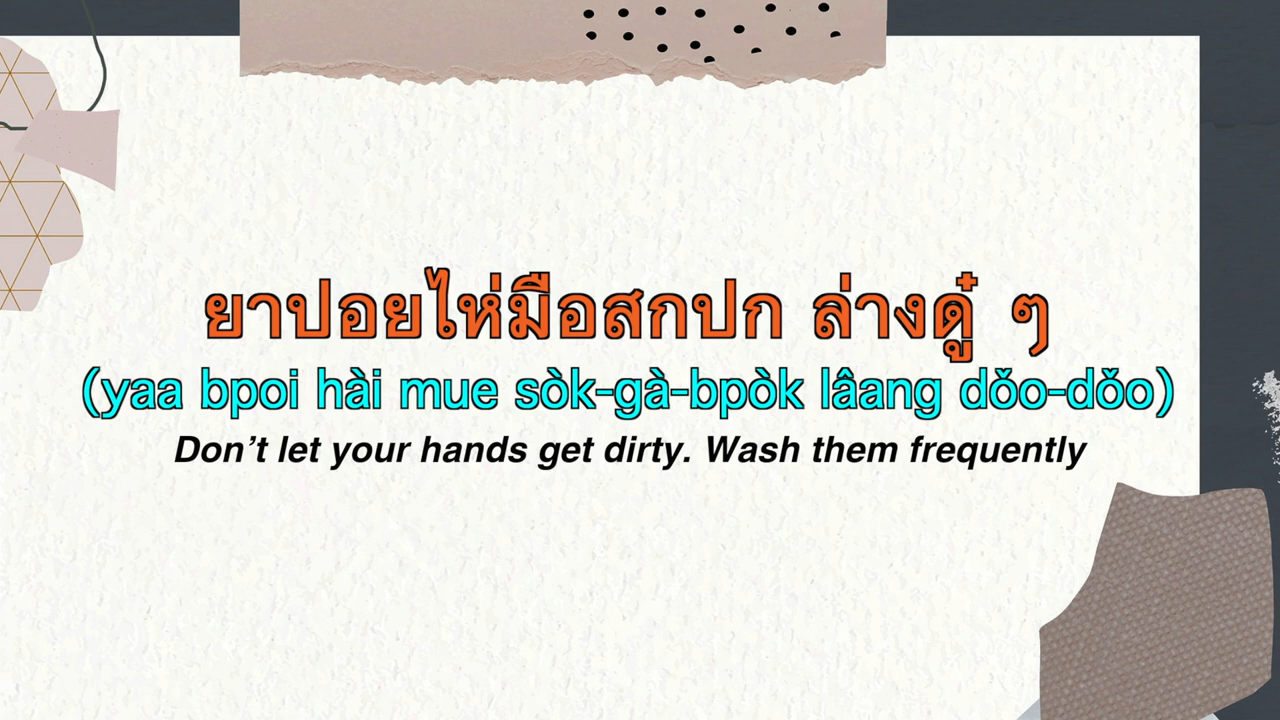 ยาปอยไห่มือสกปก ล่างดู๋ ๆ
(yaa bpoi hài mue sòk-gà-bpòk lâang dǒo-dǒo)
Don’t let your hands get dirty. Wash them frequently